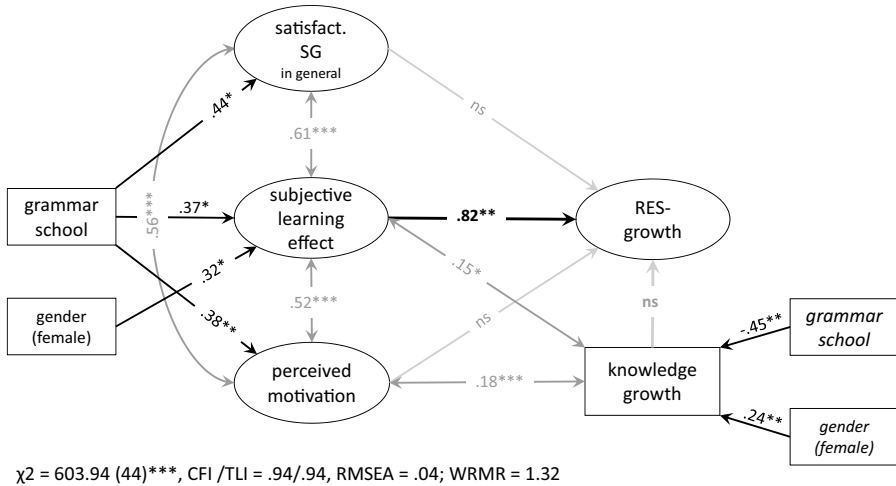 satisfact.
SG
in general
ns
.44*
.61***
grammar
school
.37*
.56***
subjective
learning
effect
.82**
RES-
growth
.32*
.15*
gender
(female)
.38**
.52***
ns
ns
-.45**
grammar
school
perceived
motivation
.18***
knowledge
growth
.24**
gender
(female)
χ2 = 603.94 (44)***, CFI /TLI = .94/.94, RMSEA = .04; WRMR = 1.32